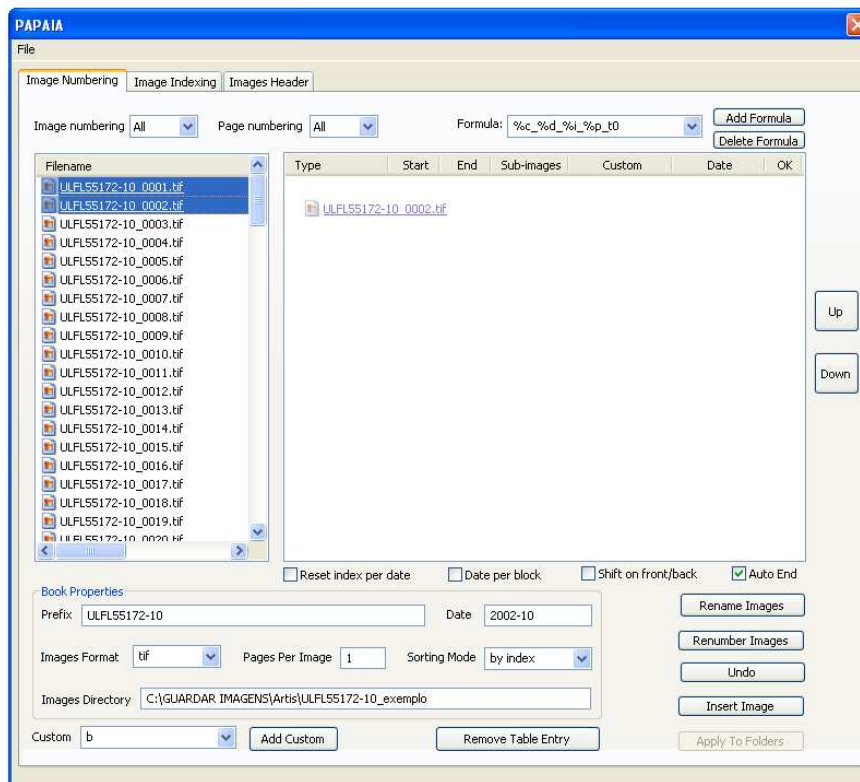 PAPAIA
File
Image Numbering Image Indexing Images Header
Image numbering All Page numbering All Formula: %c_%d_%i_%p_t0 Add Formula
Delete Formula
Filename Type Start End Sub-images Custom Date OK
ULFL55172-10_0001.tif
ULFL55172-10_0002.tif ULFL55172-10_0002.tif
ULFL55172-10_0003.tif
ULFL55172-10_0004.tif
ULFL55172-10_0005.tif
ULFL55172-10_0006.tif
ULFL55172-10_0007.tif
ULFL55172-10_0008.tif
ULFL55172-10_0009.tif
ULFL55172-10_0010.tif
ULFL55172-10_0011.tif
ULFL55172-10_0012.tif
ULFL55172-10_0013.tif
ULFL55172-10_0014.tif
ULFL55172-10_0015.tif
ULFL55172-10_0016.tif
ULFL55172-10_0017.tif
ULFL55172-10_0018.tif
ULFL55172-10_0019.tif
ULFL55172-10_0020.tif
Up
Down
Reset index per date Date per block Shift on front/back Auto End
Book Properties
Prefix ULFL55172-10 Date 2002-10 Rename Images
Images Format tif Pages Per Image 1 Sorting Mode by index Renumber Images
Undo
Images Directory C:\GUARDAR IMAGENS\Artis\ULFL55172-10_exemplo Insert Image
Custom b Add Custom Remove Table Entry Apply To Folders